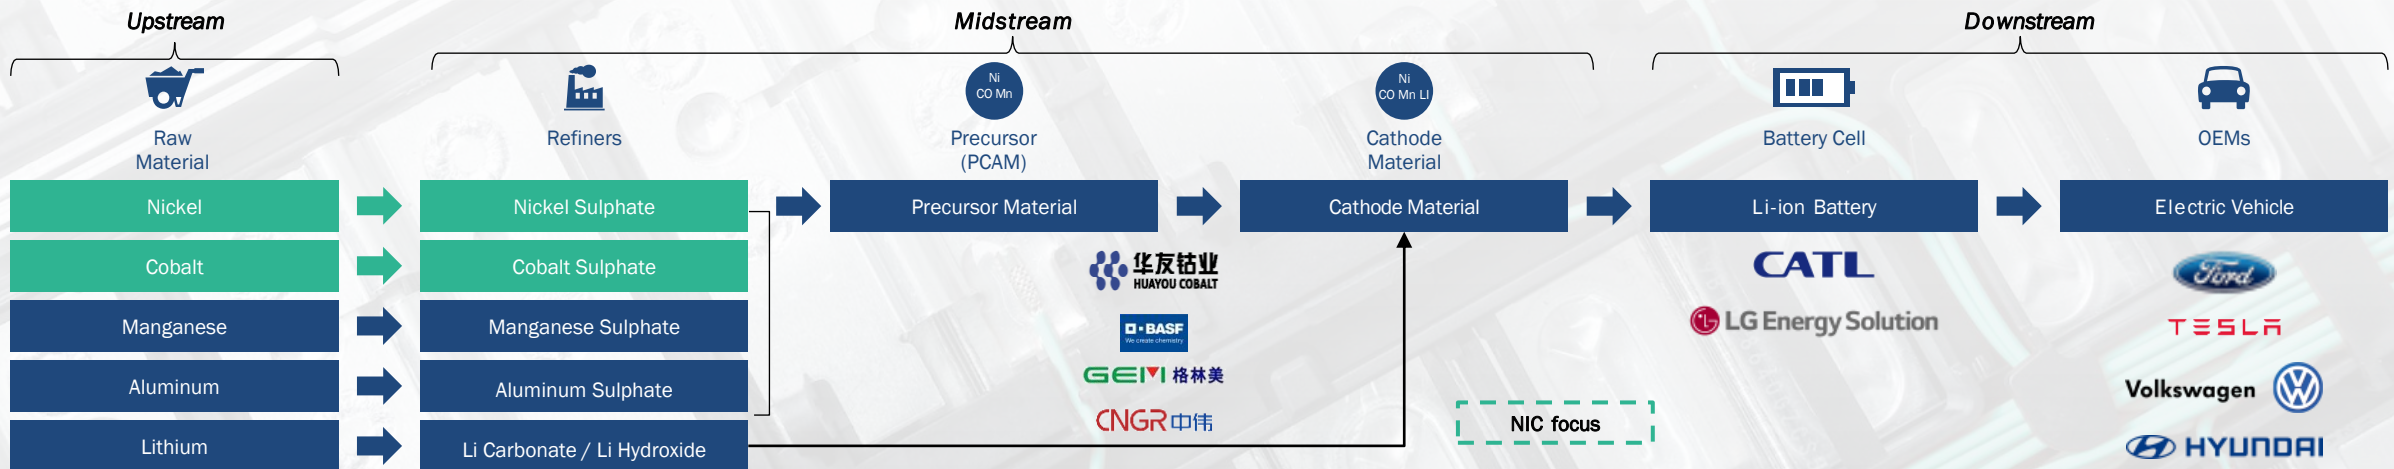 Upstream
Midstream
Downstream
Ni
CO Mn
Ni
CO Mn LI
Raw
Material
Refiners
Precursor
(PCAM)
Cathode
Material
Battery Cell
OEMs
Nickel
Nickel Sulphate
Precursor Material
Cathode Material
Li-ion Battery
Electric Vehicle
Cobalt
Cobalt Sulphate
Manganese
Manganese Sulphate
Aluminum
Aluminum Sulphate
Lithium
Li Carbonate / Li Hydroxide
华友钴业
HUAYOU COBALT
BASF
We create chemistry
GEM 格林美
CNGR 中伟
CATL
LG LG Energy Solution
Ford
TESLA
Volkswagen
HYUNDAI
NIC focus